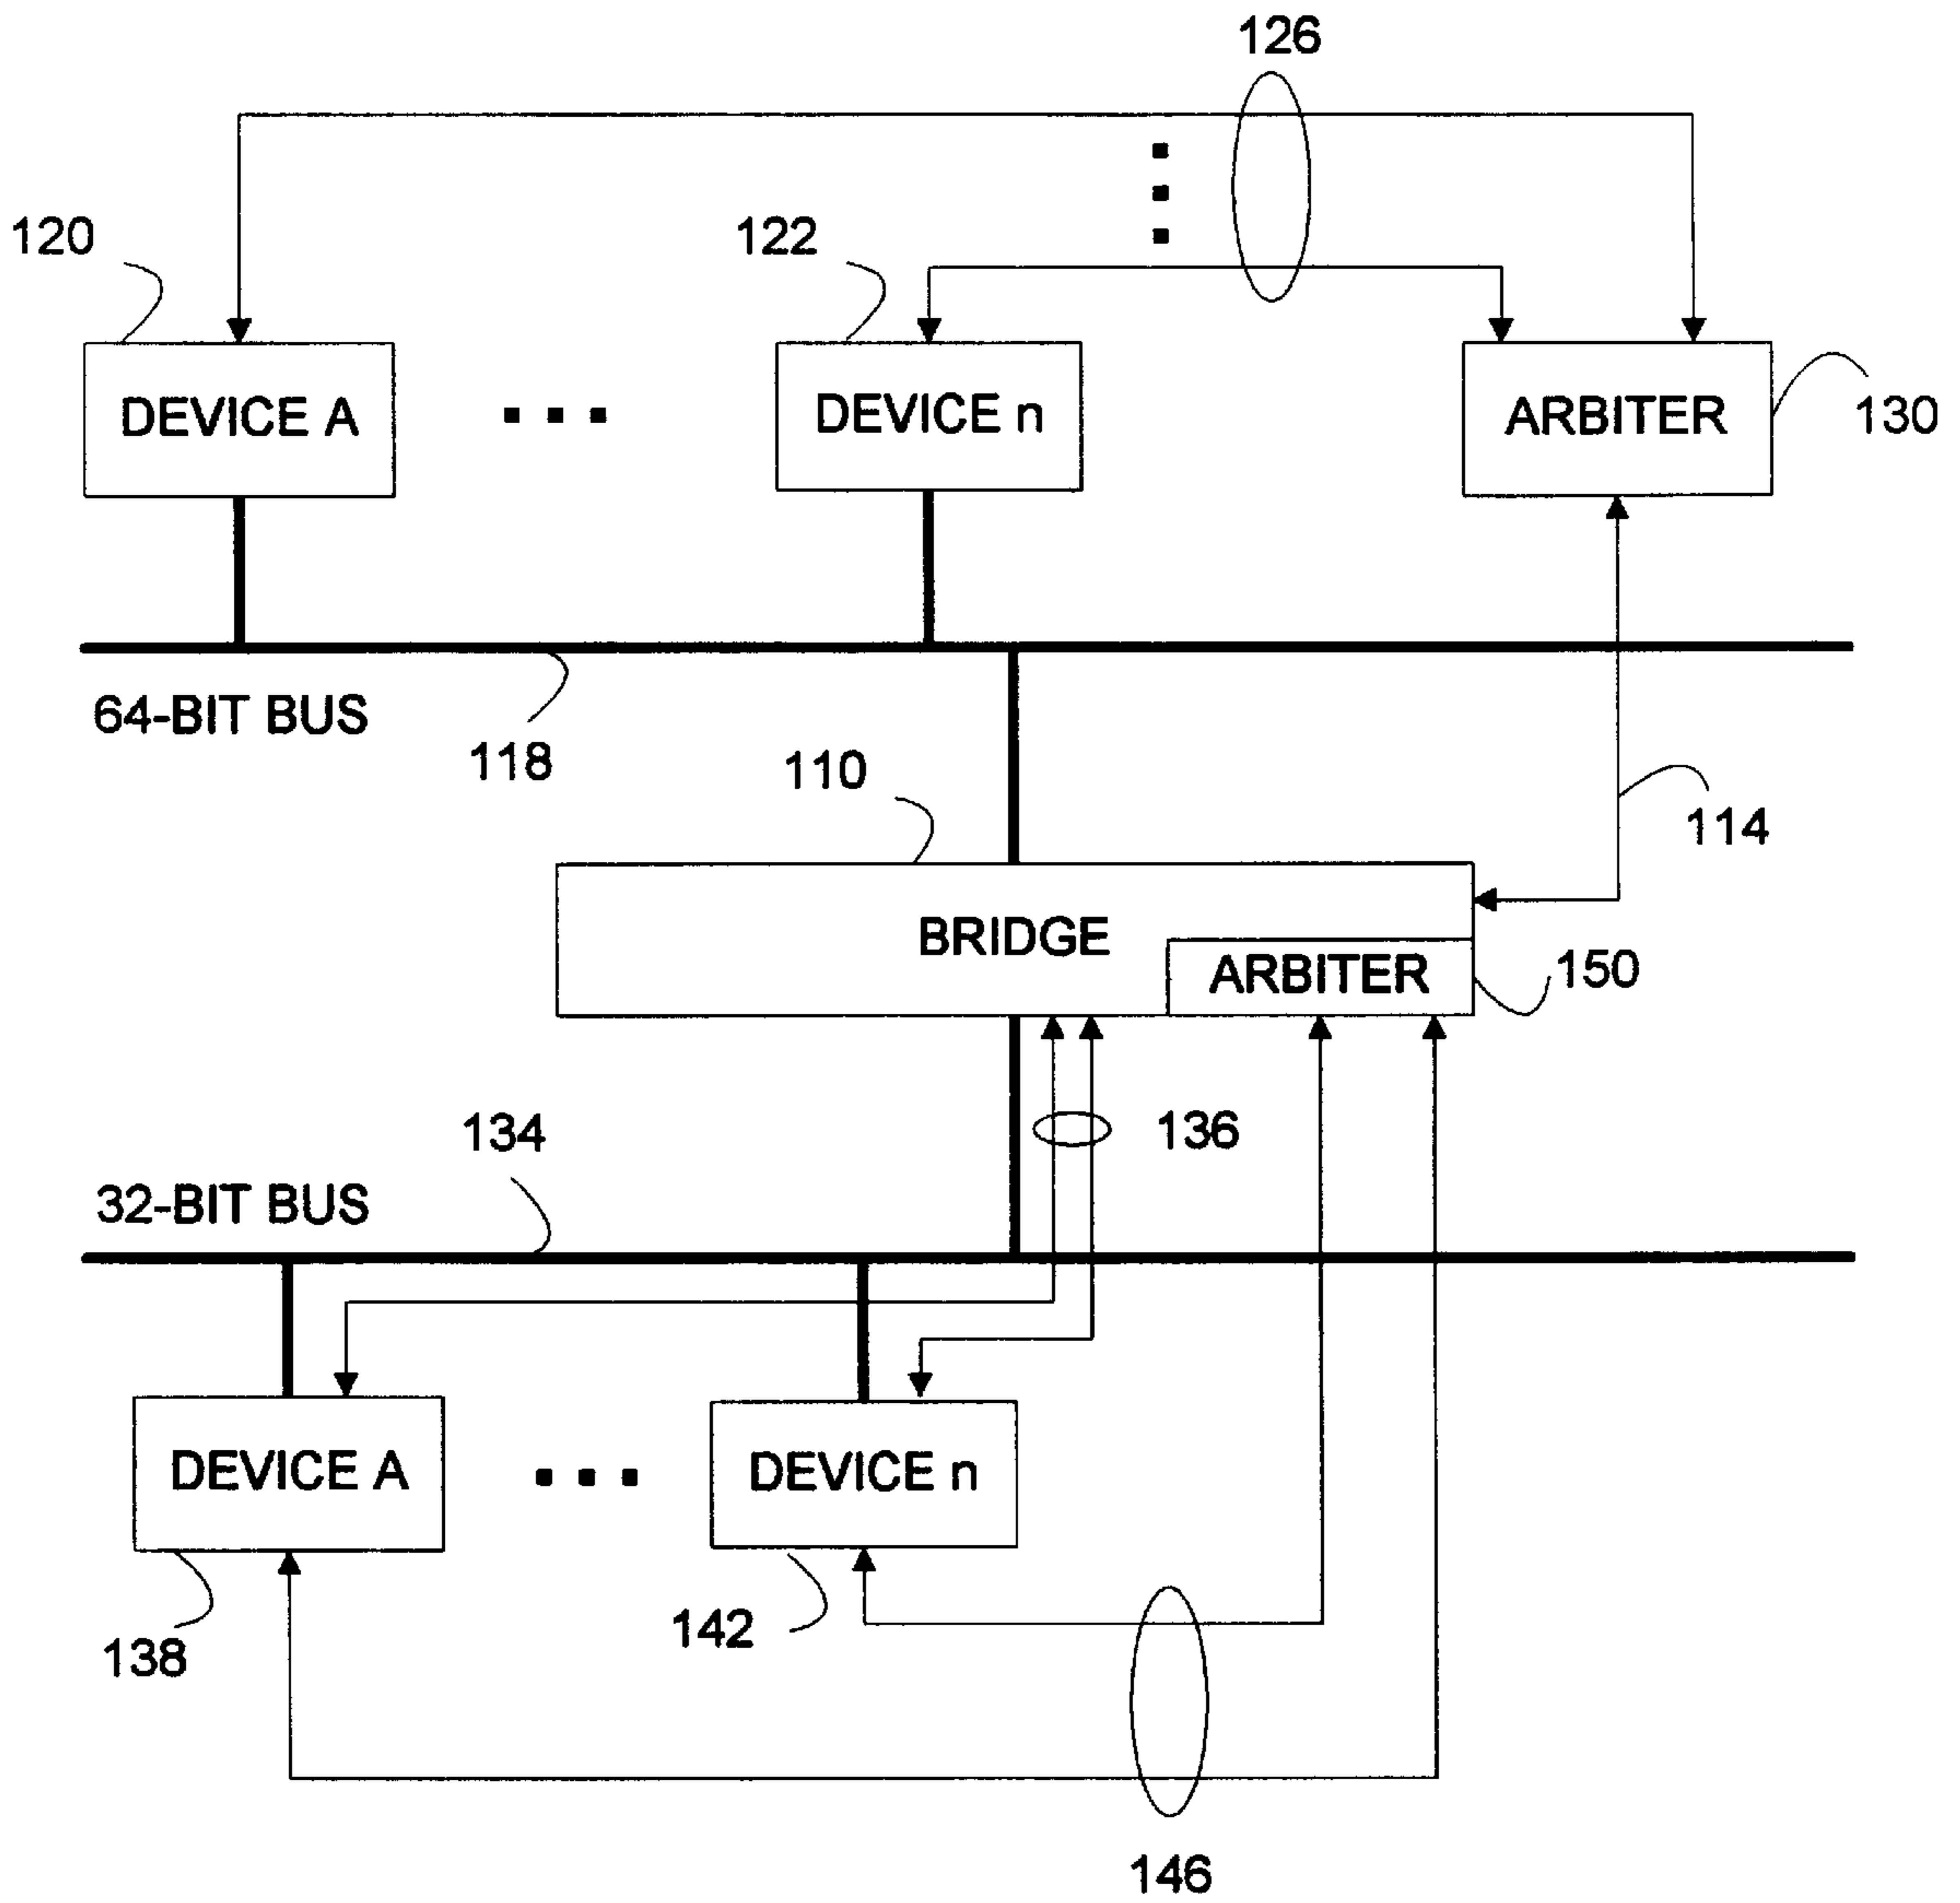 126
120
122
DEVICE A
DEVICE n
ARBITER
130
64-BIT BUS
118
110
114
BRIDGE
ARBITER
150
134
136
32-BIT BUS
DEVICE A
DEVICE n
138
142
146